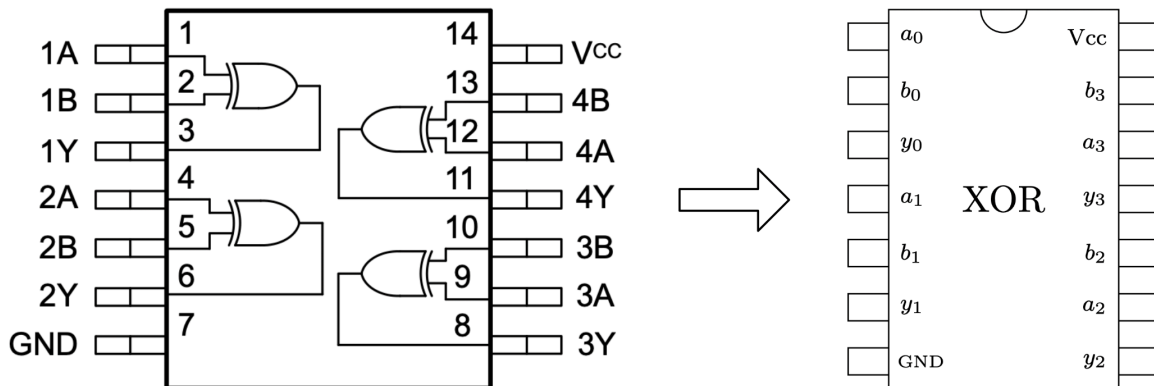 1A 1 14 Vcc
1B 2 13 4B
1Y 3 12 4A
2A 4 11 4Y
2B 5 10 3B
2Y 6 9 3A
GND 7 8 3Y
a₀ Vcc
b₀ b₃
y₀ a₃
a₁ XOR y₃
b₁ b₂
y₁ a₂
GND y₂